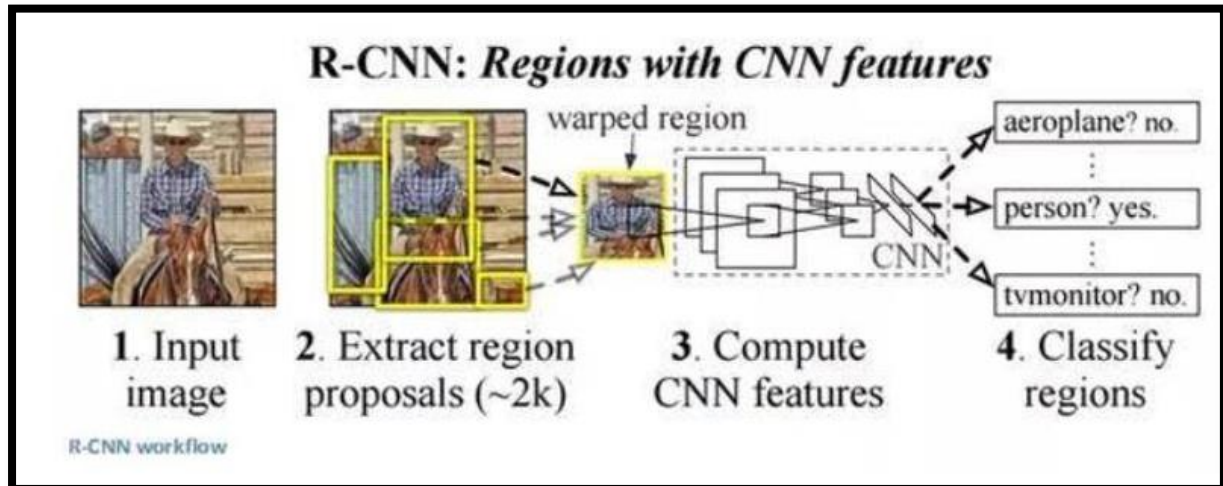 R-CNN: Regions with CNN features
warped region
aeroplane? no.
⋮
person? yes.
⋮
tvmonitor? no.
CNN
1. Input
image
2. Extract region
proposals (~2k)
3. Compute
CNN features
4. Classify
regions
R-CNN workflow